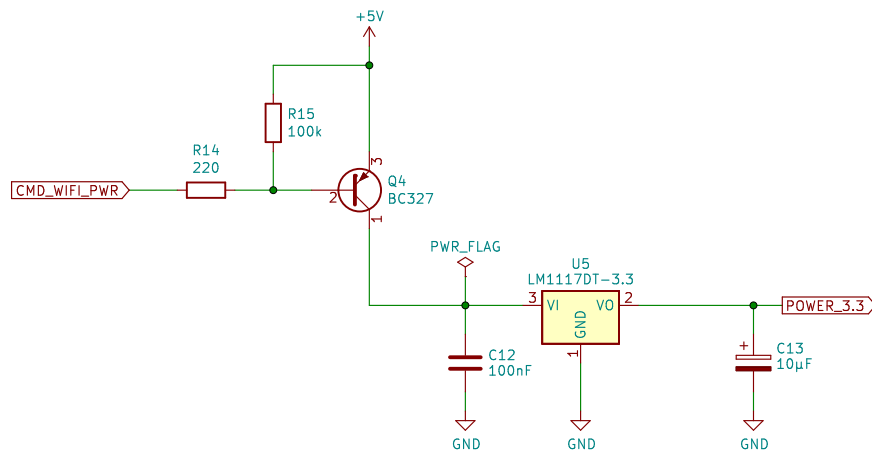 +5V
R15
100k
R14
220
CMD_WIFI_PWR
2
3
Q4
BC327
1
PWR_FLAG
U5
LM1117DT-3.3
3
VI
VO
2
GND
1
POWER_3.3
C12
100nF
+
C13
10µF
GND
GND
GND